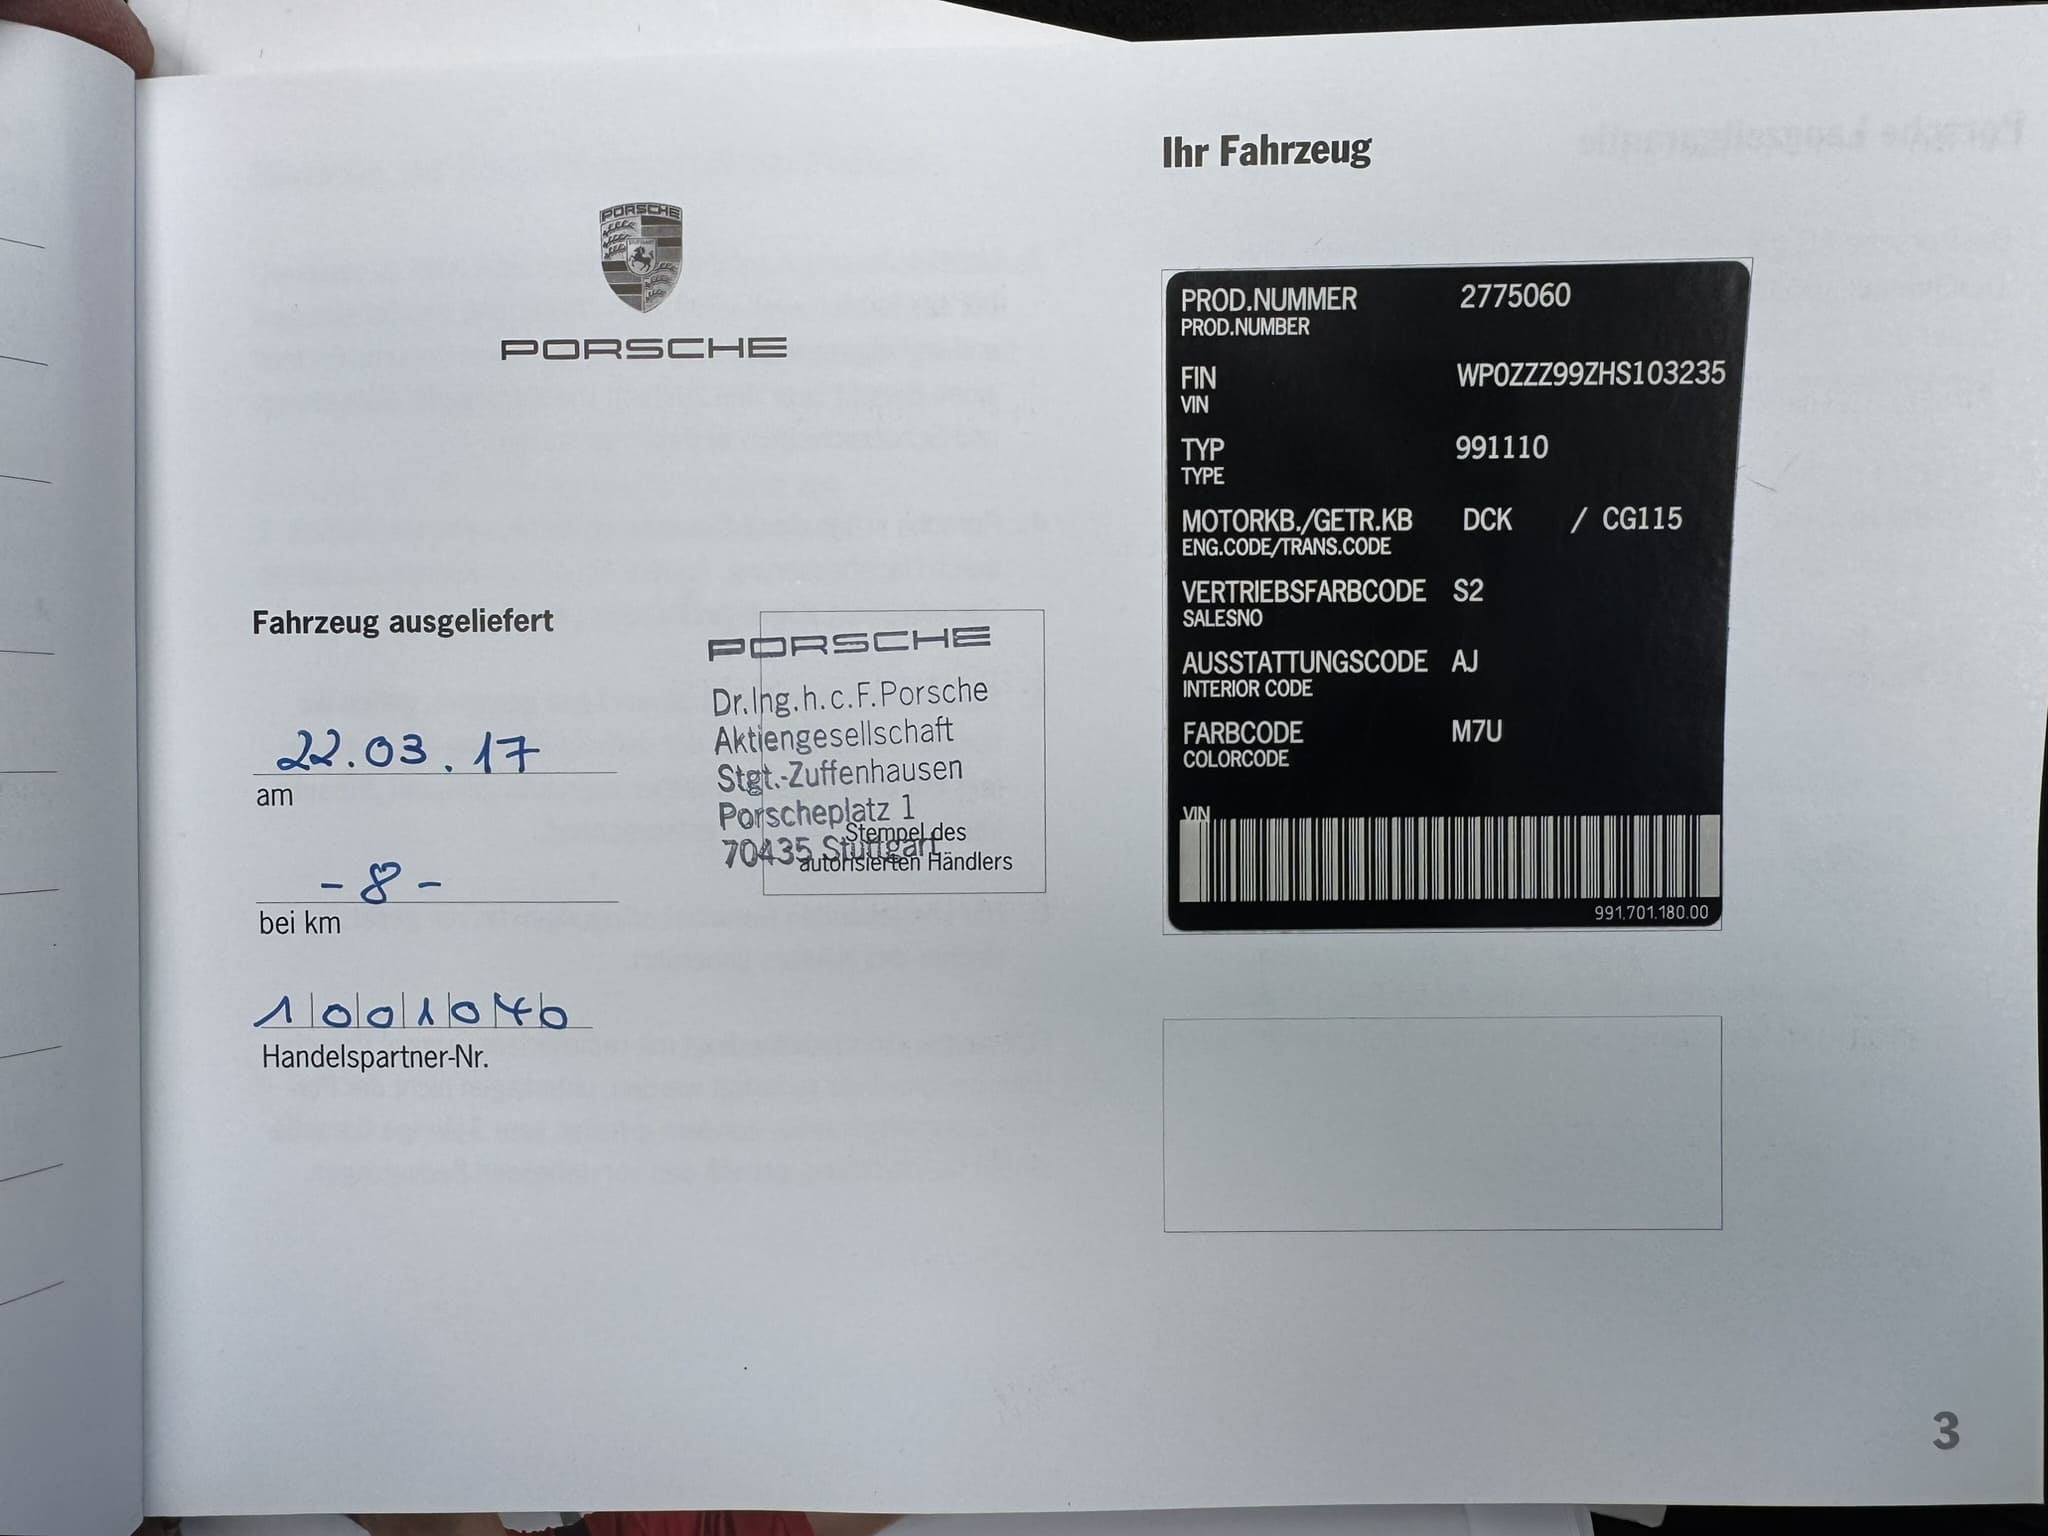 PORSCHE
STUTTGART
PORSCHE
Fahrzeug ausgeliefert
22.03.17
am
-8-
bei km
1001040
Handelspartner-Nr.
PORSCHE
Dr.Ing.h.c.F.Porsche
Aktiengesellschaft
Stgt.-Zuffenhausen
Porscheplatz 1
70435 Stuttgart
Stempel des
autorisierten Händlers
Ihr Fahrzeug
PROD.NUMMER 2775060
PROD.NUMBER
FIN WP0ZZZ99ZHS103235
VIN
TYP 991110
TYPE
MOTORKB./GETR.KB DCK / CG115
ENG.CODE/TRANS.CODE
VERTRIEBSFARBCODE S2
SALESNO
AUSSTATTUNGSCODE AJ
INTERIOR CODE
FARBCODE M7U
COLORCODE
VIN
991.701.180.00
3